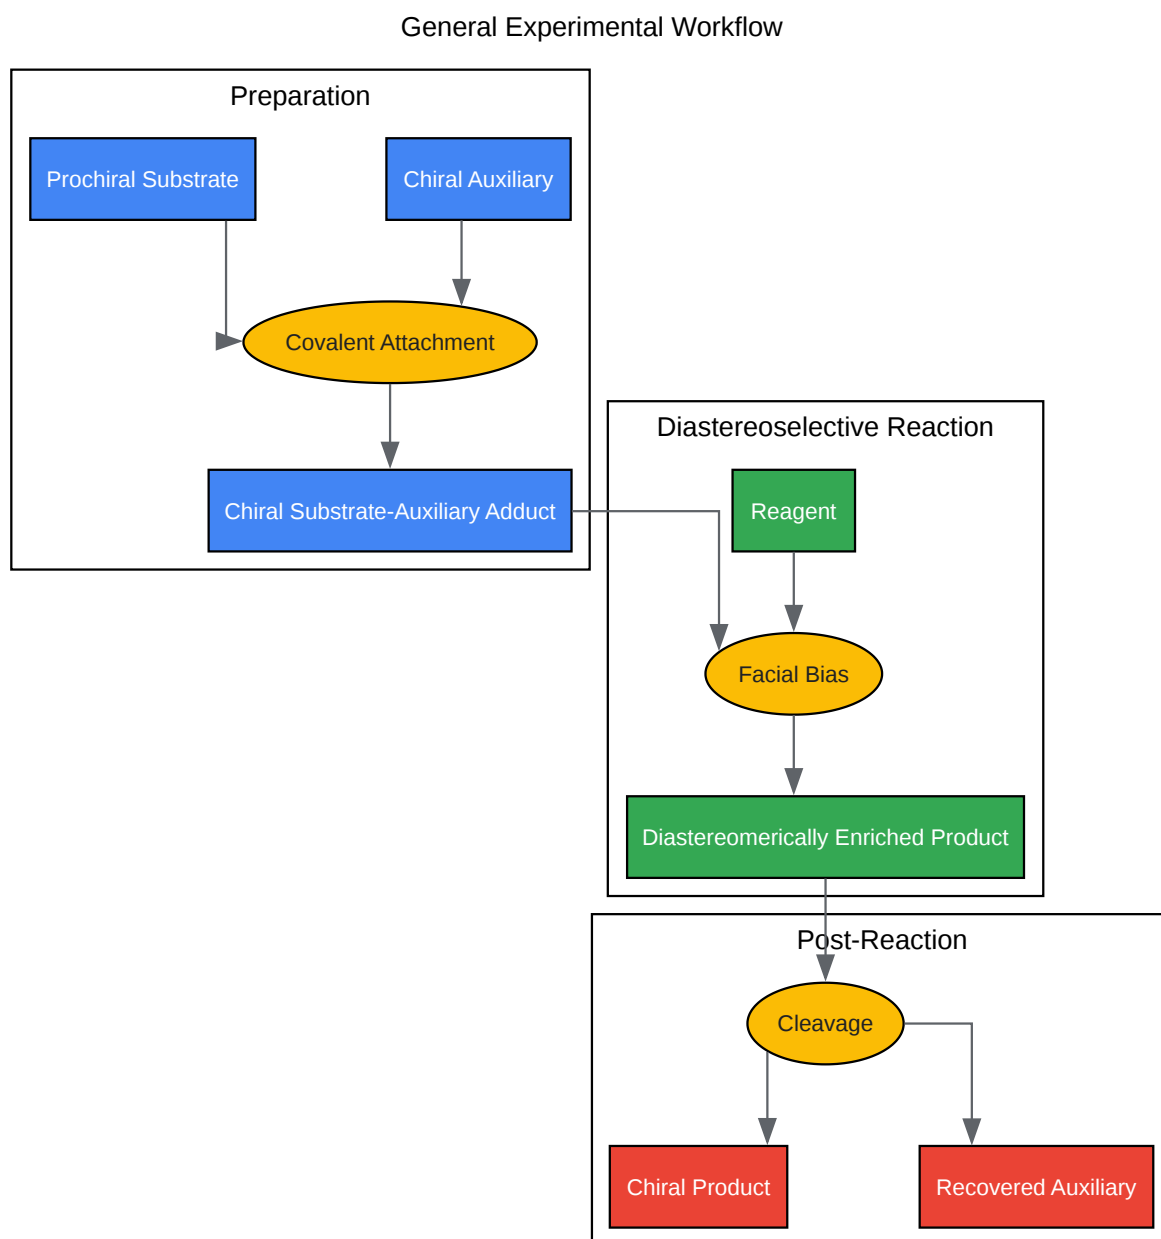 General Experimental Workflow
Preparation
Prochiral Substrate
Chiral Auxiliary
Covalent Attachment
Chiral Substrate-Auxiliary Adduct
Diastereoselective Reaction
Reagent
Facial Bias
Diastereomerically Enriched Product
Post-Reaction
Cleavage
Chiral Product
Recovered Auxiliary